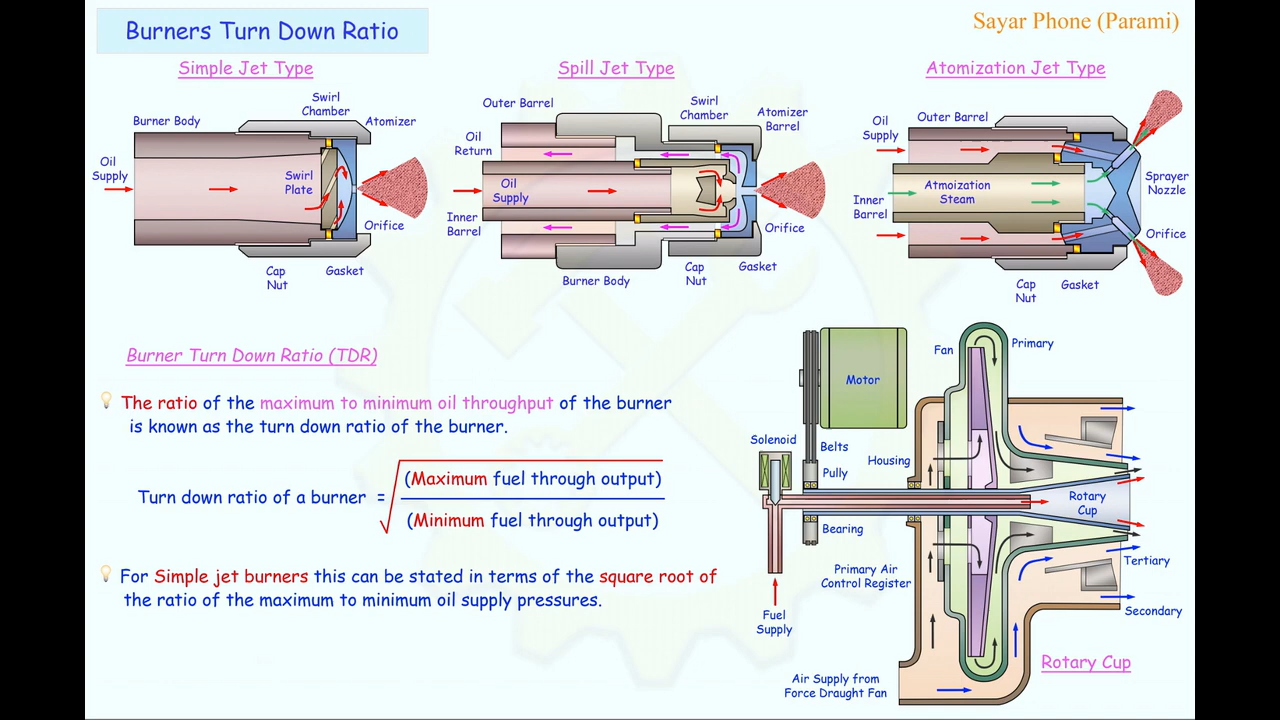 Burners Turn Down Ratio
Sayar Phone (Parami)
Simple Jet Type
Swirl
Chamber
Burner Body
Atomizer
Oil
Supply
Swirl
Plate
Orifice
Cap
Nut
Gasket
Spill Jet Type
Outer Barrel
Swirl
Chamber
Atomizer
Barrel
Oil
Return
Oil
Supply
Inner
Barrel
Orifice
Burner Body
Cap
Nut
Gasket
Atomization Jet Type
Oil
Supply
Outer Barrel
Atmoization
Steam
Sprayer
Nozzle
Inner
Barrel
Orifice
Cap
Nut
Gasket
Burner Turn Down Ratio (TDR)
The ratio of the maximum to minimum oil throughput of the burner
is known as the turn down ratio of the burner.
Turn down ratio of a burner = √
(Maximum fuel through output)
(Minimum fuel through output)
For Simple jet burners this can be stated in terms of the square root of
the ratio of the maximum to minimum oil supply pressures.
Fan
Primary
Motor
Solenoid
Belts
Pully
Housing
Rotary
Cup
Bearing
Primary Air
Control Register
Tertiary
Fuel
Supply
Secondary
Air Supply from
Force Draught Fan
Rotary Cup